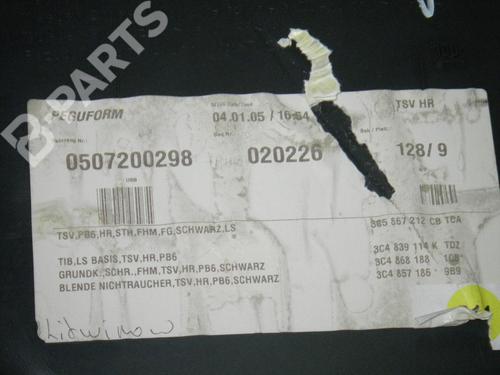 B-PARTS
PEGUFORM
04.01.05 / 16:54
TSV HR
0507200298
020226
128/9
TSV,PB6,HR,STH,FHM,FG,SCHWARZ,LS
3C5 867 212 CB TCA
TIB,LS BASIS,TSV,HR,PB6
3C4 839 114 K TDZ
GRUNDK.,SCHR.,FHM,TSV,HR,PB6,SCHWARZ
3C4 868 188
BLENDE NICHTRAUCHER,TSV,HR,PB6,SCHWARZ
3C4 857 186 9B9
Litwinow